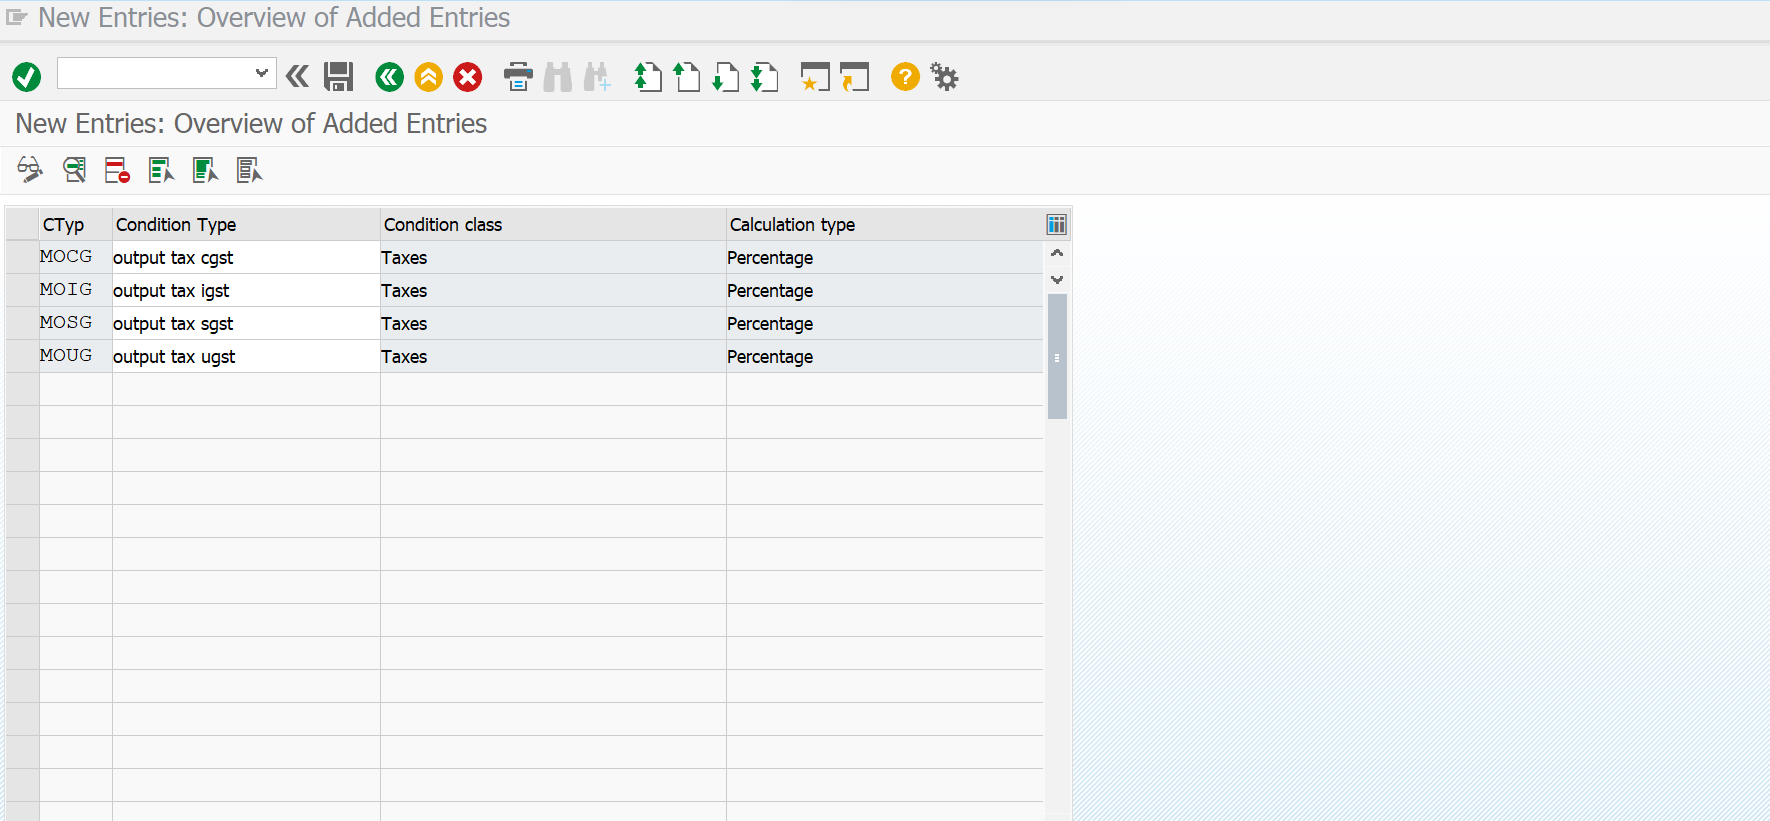 New Entries: Overview of Added Entries
New Entries: Overview of Added Entries
CTyp Condition Type Condition class Calculation type
MOCG output tax cgst Taxes Percentage
MOIG output tax igst Taxes Percentage
MOSG output tax sgst Taxes Percentage
MOUG output tax ugst Taxes Percentage